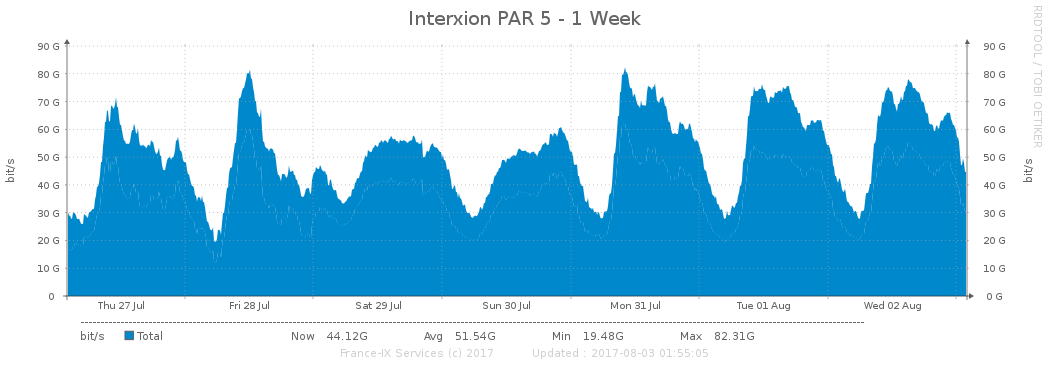 Interxion PAR 5 - 1 Week
RRDTOOL / TOBI OETIKER
90 G 90 G
80 G 80 G
70 G 70 G
60 G 60 G
50 G 50 G
40 G 40 G
30 G 30 G
20 G 20 G
10 G 10 G
0 0 G
bit/s bit/s
Thu 27 Jul Fri 28 Jul Sat 29 Jul Sun 30 Jul Mon 31 Jul Tue 01 Aug Wed 02 Aug
bit/s Total Now 44.12G Avg 51.54G Min 19.48G Max 82.31G
France-IX Services (c) 2017 Updated : 2017-08-03 01:55:05